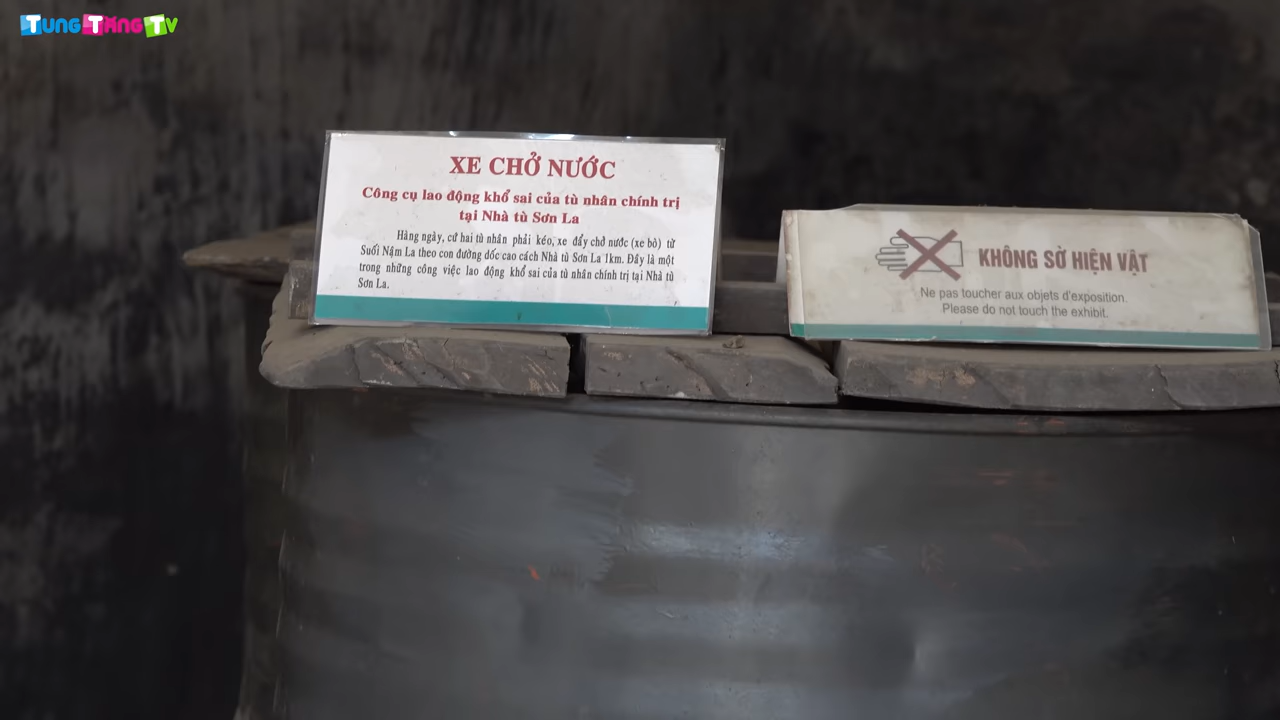 TungTăngTV
XE CHỞ NƯỚC
Công cụ lao động khổ sai của tù nhân chính trị
tại Nhà tù Sơn La
Hàng ngày, cứ hai tù nhân phải kéo, xe đẩy chở nước (xe bò) từ
Suối Nậm La theo con đường dốc cao cách Nhà tù Sơn La 1km. Đây là một
trong những công việc lao động khổ sai của tù nhân chính trị tại Nhà tù
Sơn La.
KHÔNG SỜ HIỆN VẬT
Ne pas toucher aux objets d'exposition.
Please do not touch the exhibit.